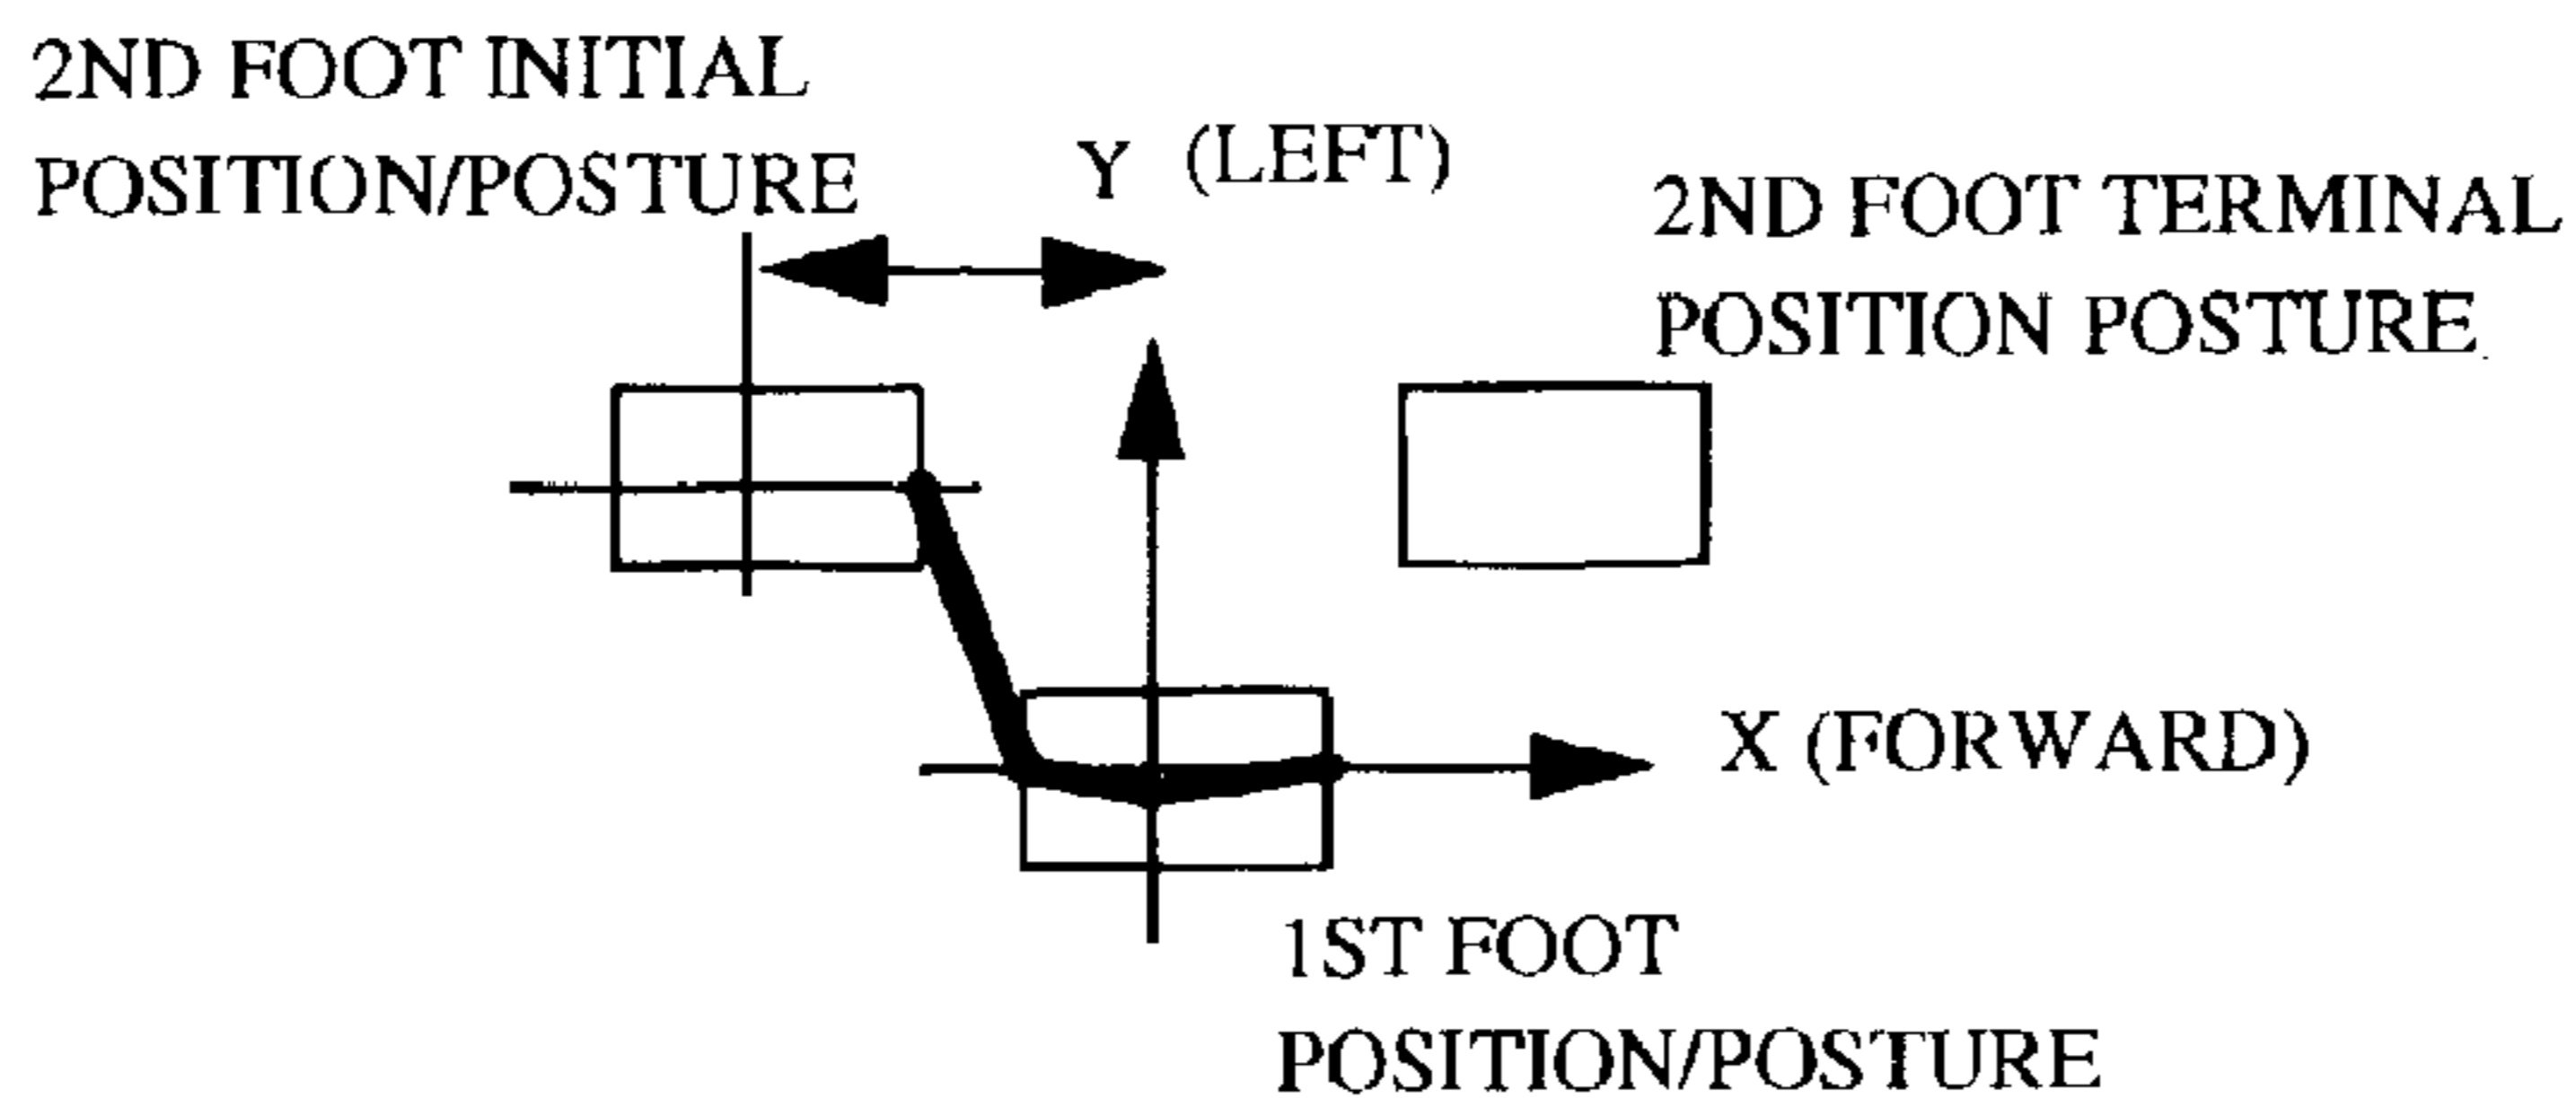 2ND FOOT INITIAL
POSITION/POSTURE
Y (LEFT)
2ND FOOT TERMINAL
POSITION POSTURE
X (FORWARD)
1ST FOOT
POSITION/POSTURE